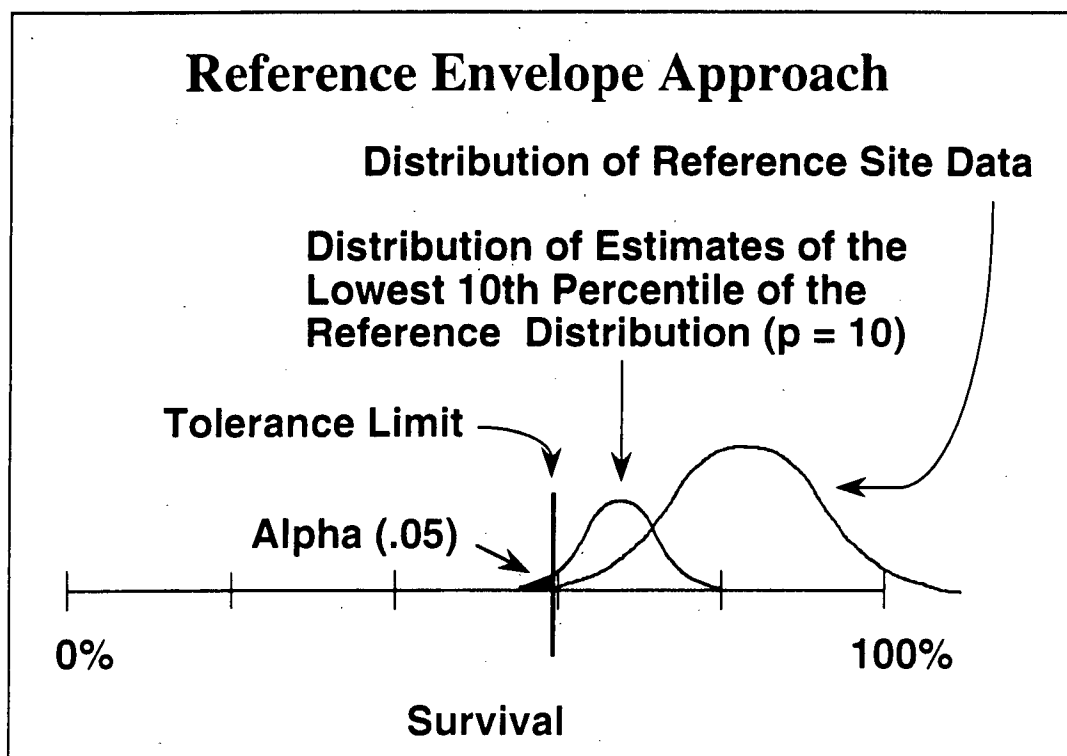 Reference Envelope Approach
Distribution of Reference Site Data
Distribution of Estimates of the
Lowest 10th Percentile of the
Reference Distribution (p = 10)
Tolerance Limit
Alpha (.05)
0%
100%
Survival